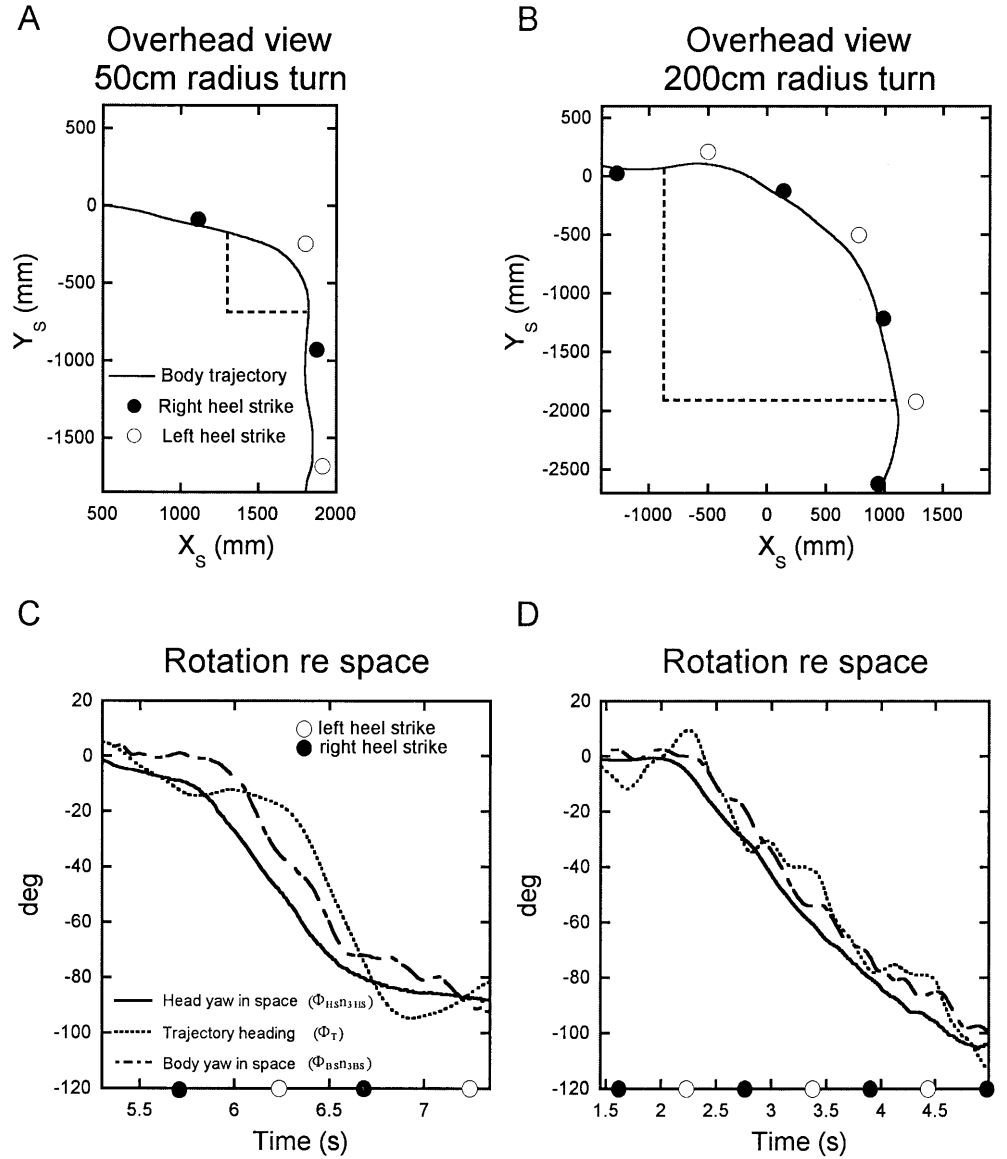 A
Overhead view
50cm radius turn
500
0
-500
-1000
-1500
Y_S (mm)
Body trajectory
Right heel strike
Left heel strike
500 1000 1500 2000
X_S (mm)
B
Overhead view
200cm radius turn
500
0
-500
-1000
-1500
-2000
-2500
Y_S (mm)
-1000 -500 0 500 1000 1500
X_S (mm)
C
Rotation re space
20
0
-20
-40
-60
-80
-100
-120
deg
left heel strike
right heel strike
Head yaw in space (Φ_HSn3HS)
Trajectory heading (Φ_T)
Body yaw in space (Φ_BSn3BS)
5.5 6 6.5 7
Time (s)
D
Rotation re space
20
0
-20
-40
-60
-80
-100
-120
deg
1.5 2 2.5 3 3.5 4 4.5
Time (s)